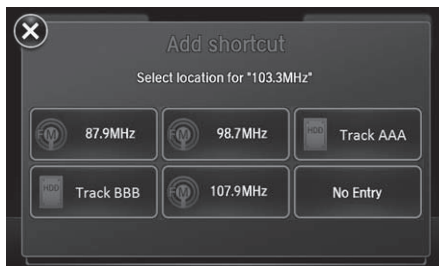 Add shortcut
Select location for "103.3MHz"
FM 87.9MHz
FM 98.7MHz
HDD Track AAA
HDD Track BBB
FM 107.9MHz
No Entry